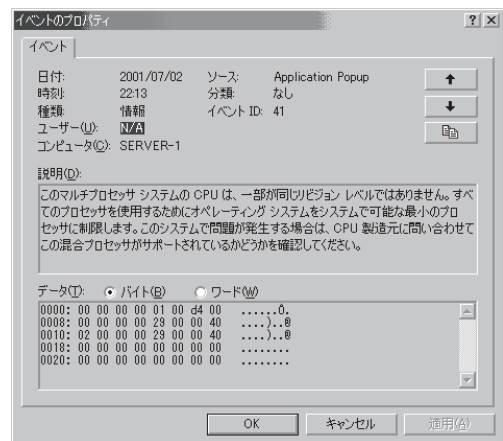 イベントのプロパティ
イベント
日付: 2001/07/02 ソース: Application Popup
時刻: 22:13 分類: なし
種類: 情報 イベント ID: 41
ユーザー(U): N/A
コンピュータ(C): SERVER-1
説明(D):
このマルチプロセッサ システムの CPU は、一部が同じリビジョン レベルではありません。すべ
てのプロセッサを使用するためにオペレーティング システムをシステムで可能な最小のプロ
セッサに制限します。このシステムで問題が発生する場合は、CPU 製造元に問い合わせて
この混合プロセッサがサポートされているかどうかを確認してください。
データ(T): バイト(B) ワード(W)
0000: 00 00 00 00 01 00 d4 00 ......Ô.
0008: 00 00 00 00 29 00 00 40 ....)..@
0010: 02 00 00 00 29 00 00 40 ....)..@
0018: 00 00 00 00 00 00 00 00 ........
0020: 00 00 00 00 00 00 00 00 ........
OK キャンセル 適用(A)